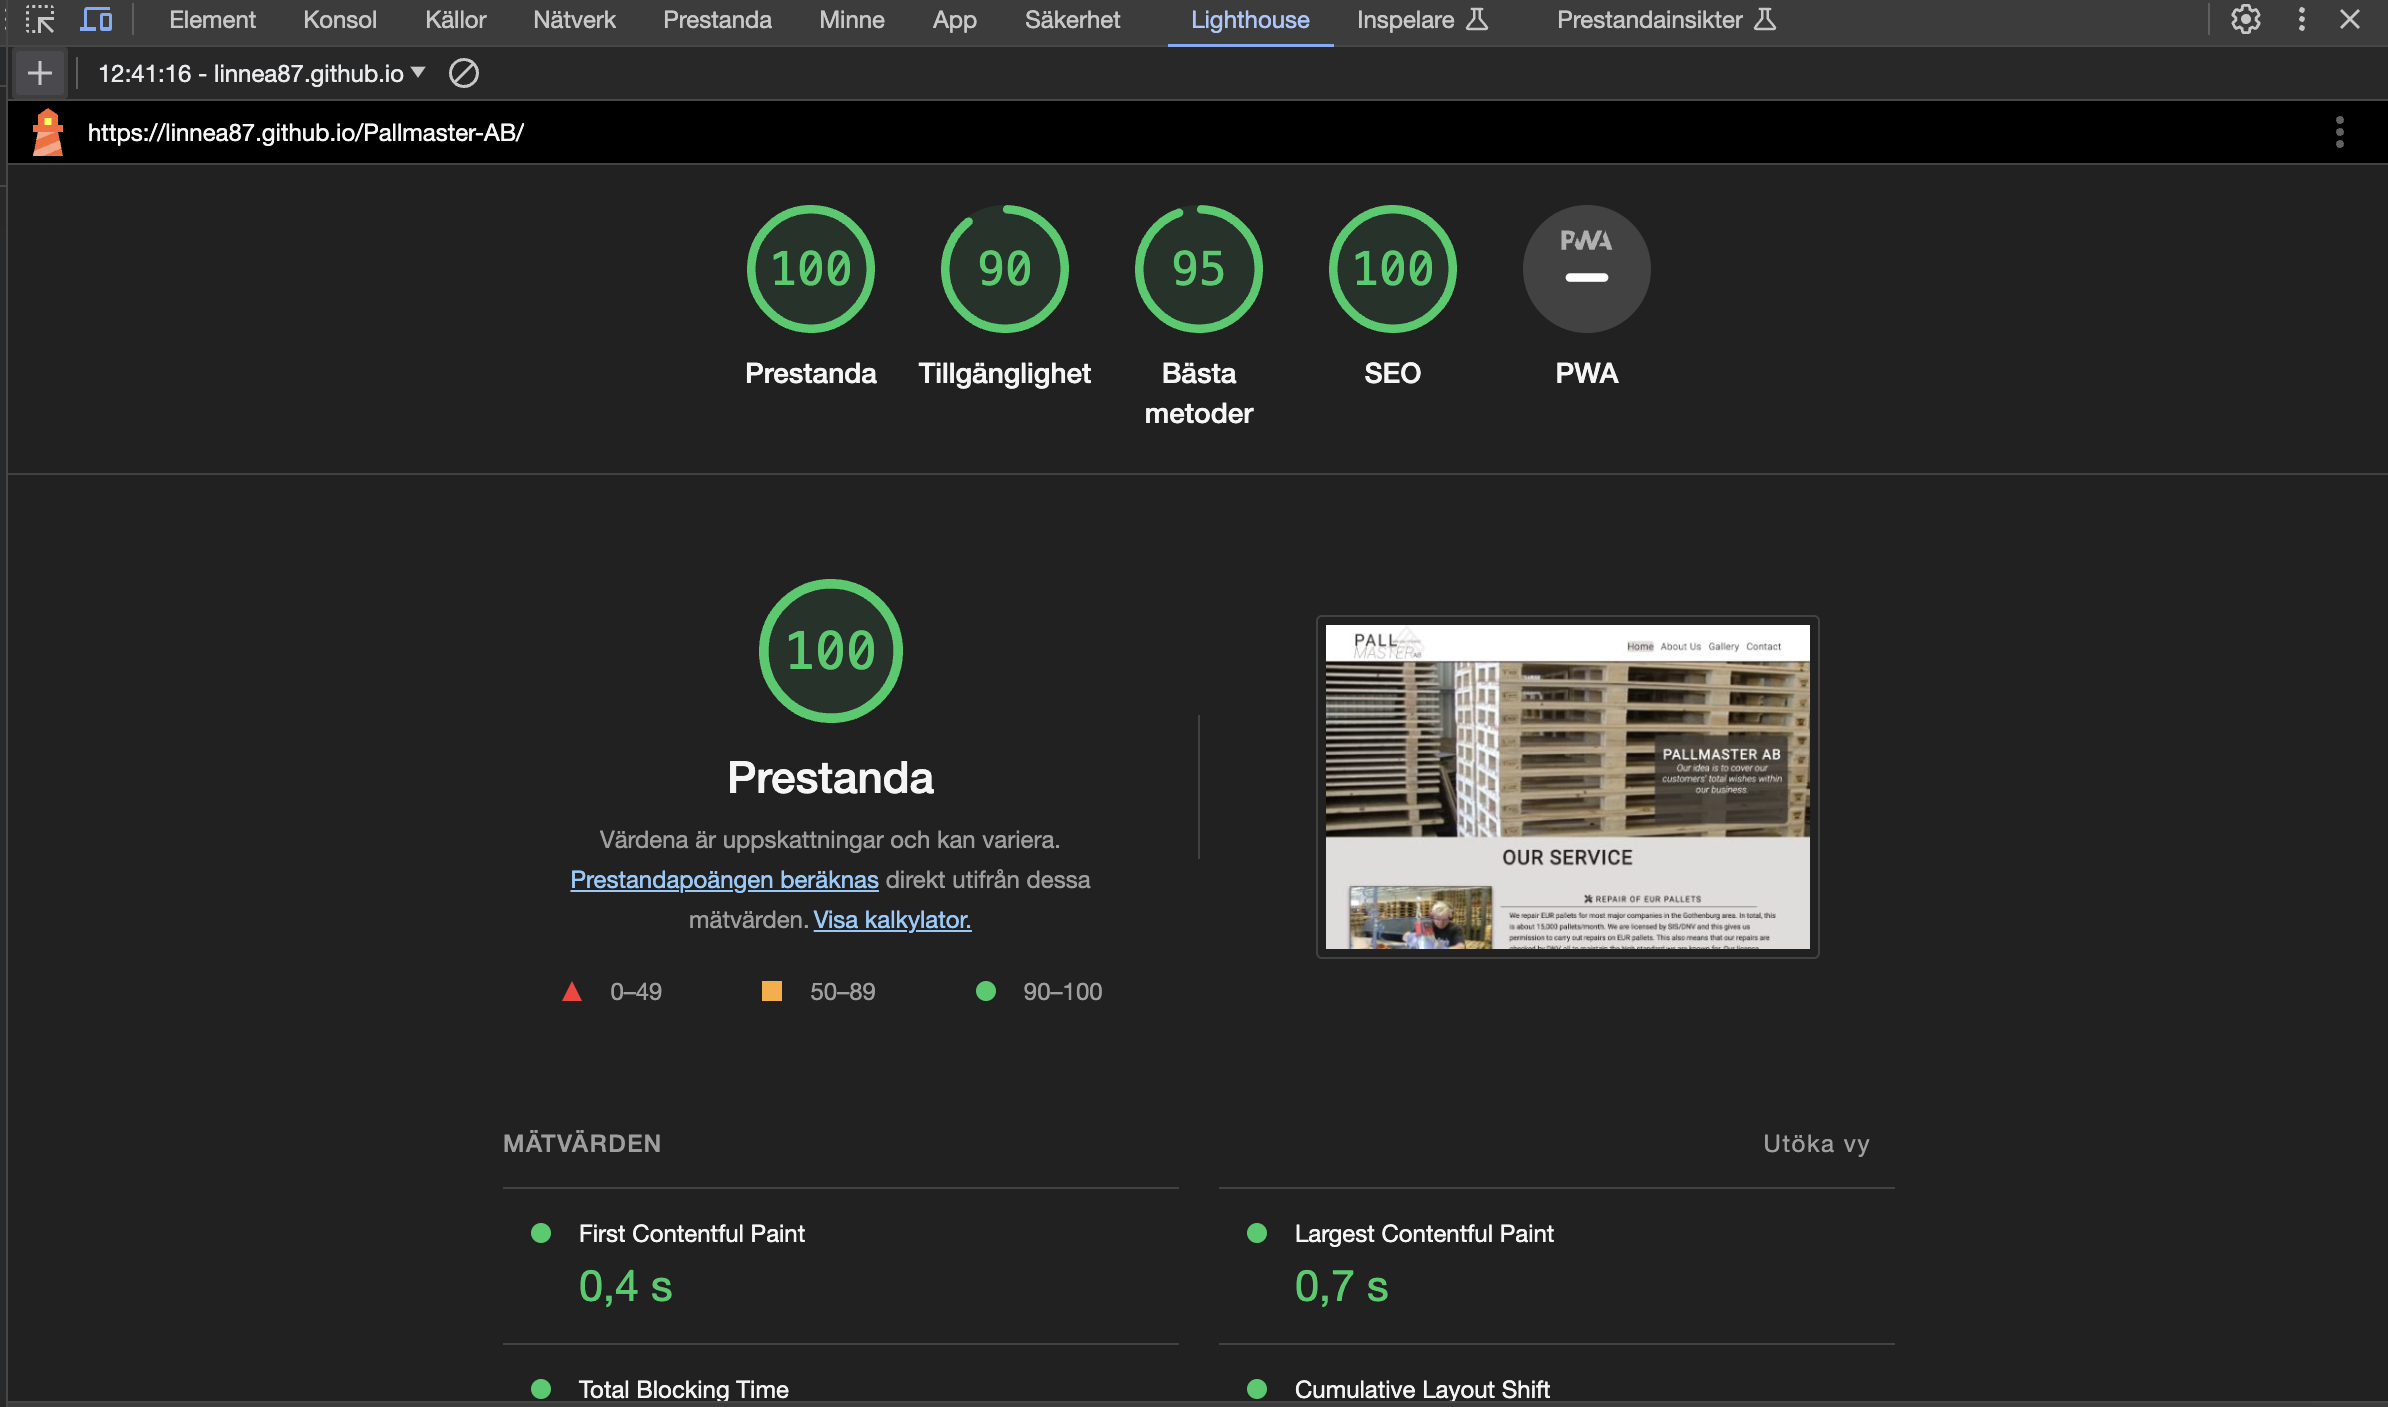 Element Konsol Källor Nätverk Prestanda Minne App Säkerhet Lighthouse Inspelare Prestandainsikter
12:41:16 - linnea87.github.io
https://linnea87.github.io/Pallmaster-AB/
100 90 95 100 PWA
Prestanda Tillgänglighet Bästa metoder SEO PWA
100
Prestanda
Värdena är uppskattningar och kan variera.
Prestandapoängen beräknas direkt utifrån dessa
mätvärden. Visa kalkylator.
0–49 50–89 90–100
PALL
MASTER AB
Home About Us Gallery Contact
PALLMASTER AB
Our idea is to cover our
customers' total wishes within
our business.
OUR SERVICE
REPAIR OF EUR PALLETS
We repair EUR pallets for most major companies in the Gothenburg area. In total, this
is about 15,000 pallets/month. We are licensed by SIS/DNV and this gives us
permission to carry out repairs on EUR pallets. This also means that our repairs are
MÄTVÄRDEN Utöka vy
First Contentful Paint
0,4 s
Largest Contentful Paint
0,7 s
Total Blocking Time
Cumulative Layout Shift